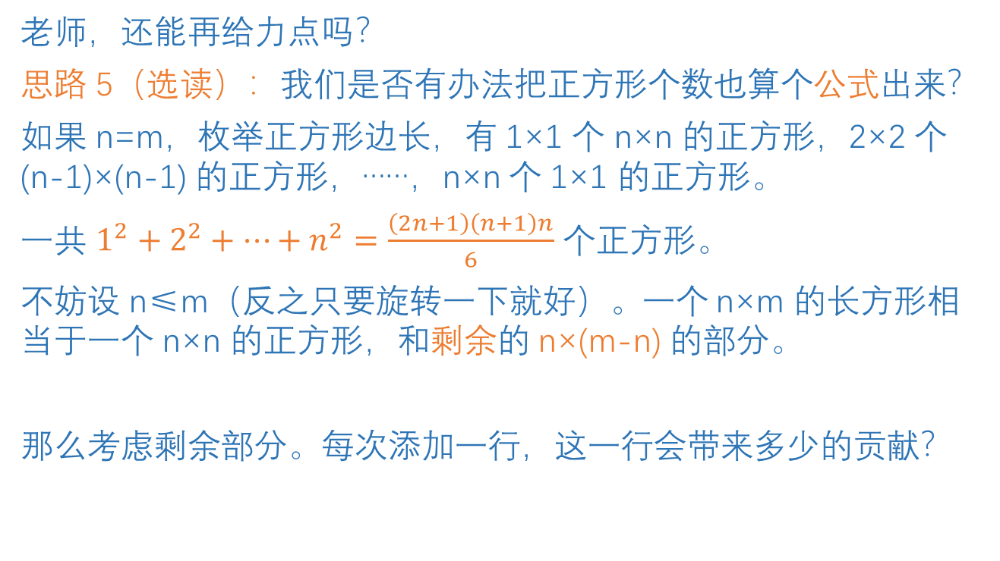 老师，还能再给力点吗？
思路 5（选读）：我们是否有办法把正方形个数也算个公式出来？
如果 n=m，枚举正方形边长，有 1×1 个 n×n 的正方形，2×2 个
(n-1)×(n-1) 的正方形，……，n×n 个 1×1 的正方形。
一共 1² + 2² + ⋯ + n² = (2n+1)(n+1)n / 6 个正方形。
不妨设 n≤m（反之只要旋转一下就好）。一个 n×m 的长方形相
当于一个 n×n 的正方形，和剩余的 n×(m-n) 的部分。
那么考虑剩余部分。每次添加一行，这一行会带来多少的贡献？